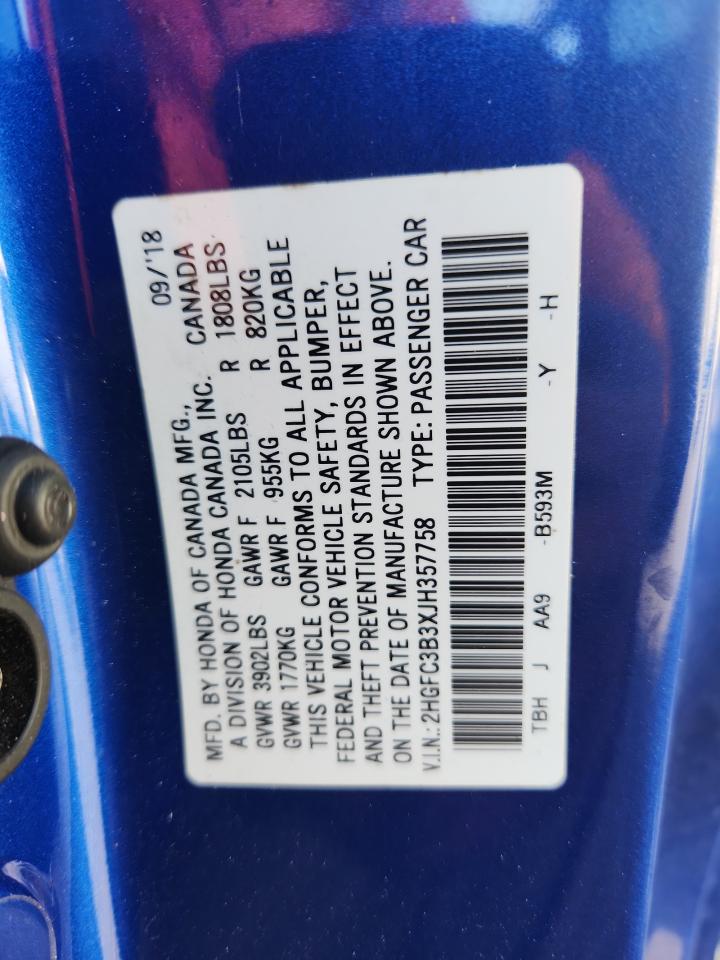 09/'18
MFD. BY HONDA OF CANADA MFG.,
A DIVISION OF HONDA CANADA INC. CANADA
GVWR 3902LBS GAWR F 2105LBS R 1808LBS
GVWR 1770KG GAWR F 955KG R 820KG
THIS VEHICLE CONFORMS TO ALL APPLICABLE
FEDERAL MOTOR VEHICLE SAFETY, BUMPER,
AND THEFT PREVENTION STANDARDS IN EFFECT
ON THE DATE OF MANUFACTURE SHOWN ABOVE.
V.I.N.: 2HGFC3B3XJH357758 TYPE: PASSENGER CAR
TBH J AA9 -B593M -Y -H